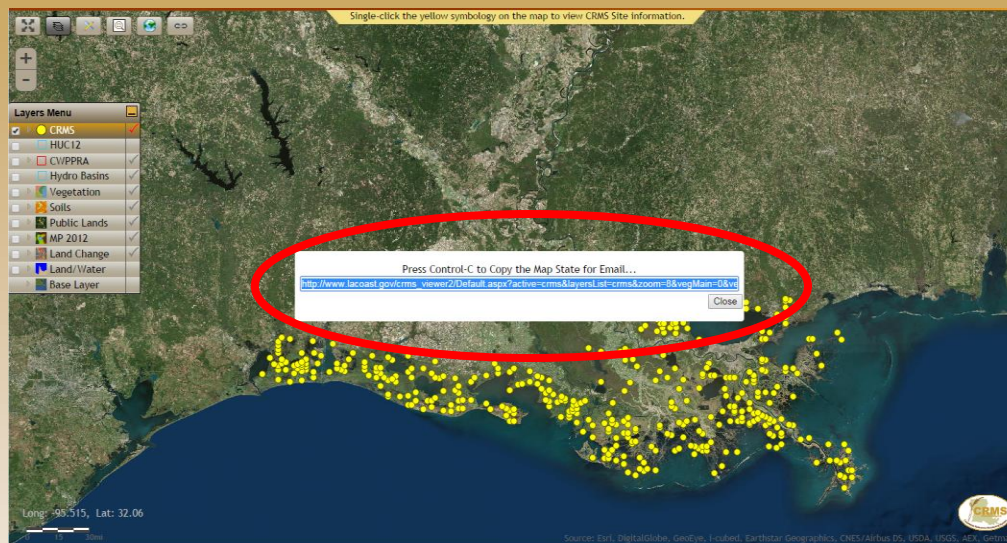 Single-click the yellow symbology on the map to view CRMS Site information.
+
-
Layers Menu
CRMS
HUC12
CWPPRA
Hydro Basins
Vegetation
Soils
Public Lands
MP 2012
Land Change
Land/Water
Base Layer
Press Control-C to Copy the Map State for Email...
http://www.lacoast.gov/crms_viewer2/Default.aspx?active=crms&layersList=crms&zoom=8&vegMain=0&ve
Close
Long: -95.515, Lat: 32.06
0 15 30mi
CRMS
Source: Esri, DigitalGlobe, GeoEye, i-cubed, Earthstar Geographics, CNES/Airbus DS, USDA, USGS, AEX, Getm